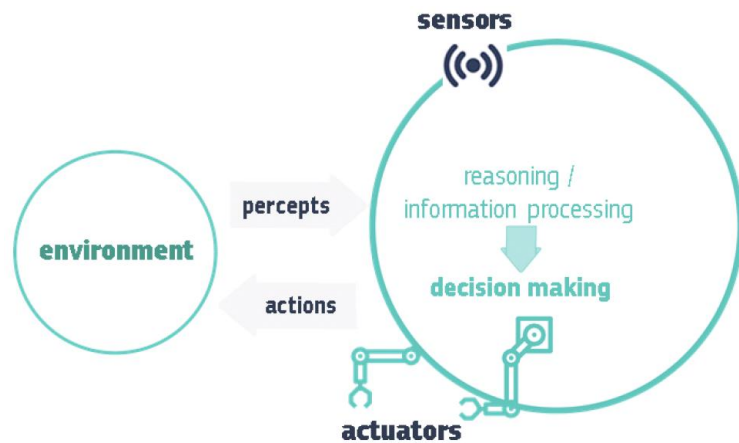 sensors
reasoning /
information processing
percepts
environment
decision making
actions
actuators